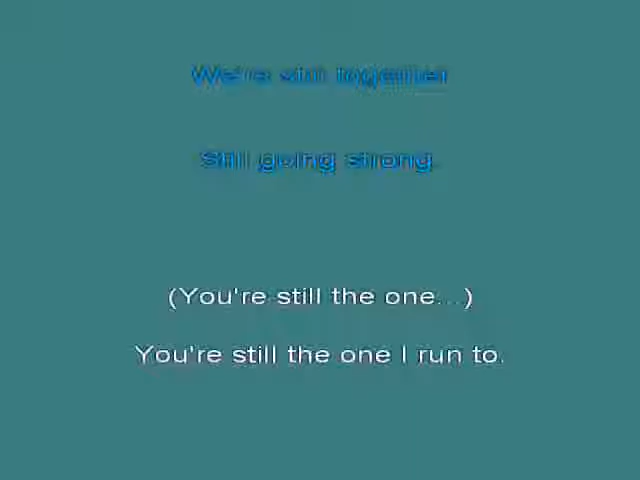 We're still together
Still going strong.
(You're still the one...)
You're still the one I run to.